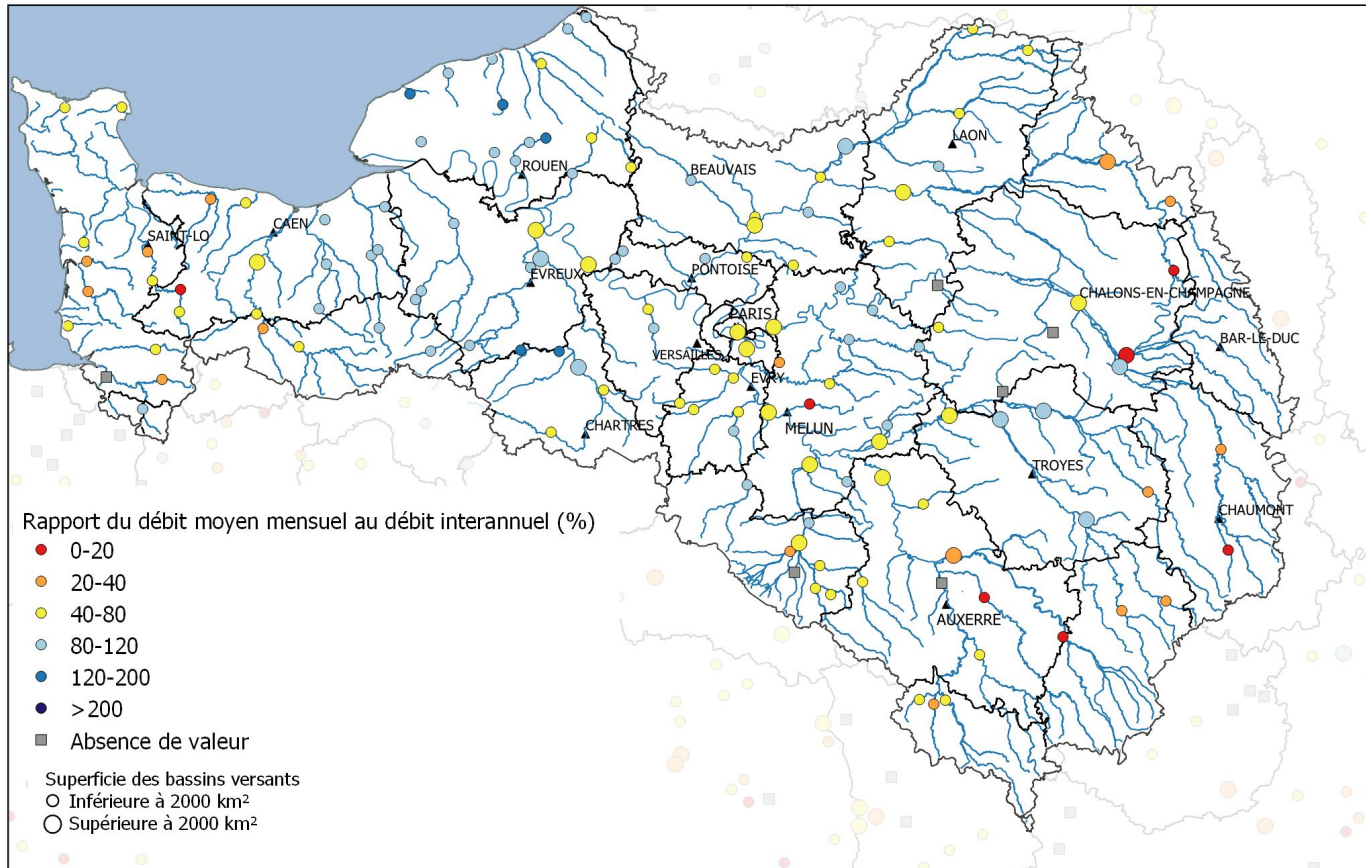 LAON
ROUEN
BEAUVAIS
CAEN
SAINT-LO
EVREUX
PONTOISE
CHALONS-EN-CHAMPAGNE
PARIS
BAR-LE-DUC
VERSAILLES
EVRY
MELUN
CHARTRES
TROYES
CHAUMONT
AUXERRE
Rapport du débit moyen mensuel au débit interannuel (%)
0-20
20-40
40-80
80-120
120-200
>200
Absence de valeur
Superficie des bassins versants
Inférieure à 2000 km²
Supérieure à 2000 km²